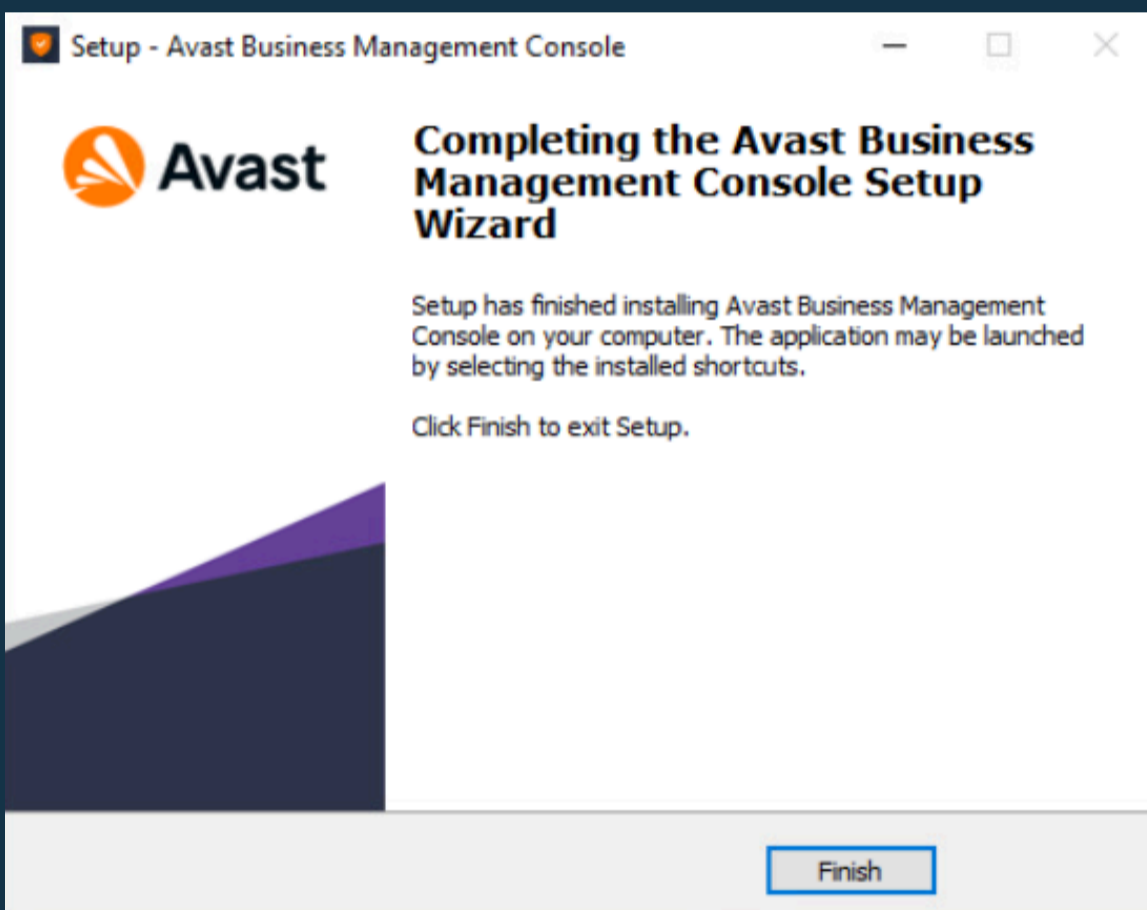 Setup - Avast Business Management Console
Avast
Completing the Avast Business
Management Console Setup
Wizard
Setup has finished installing Avast Business Management
Console on your computer. The application may be launched
by selecting the installed shortcuts.
Click Finish to exit Setup.
Finish